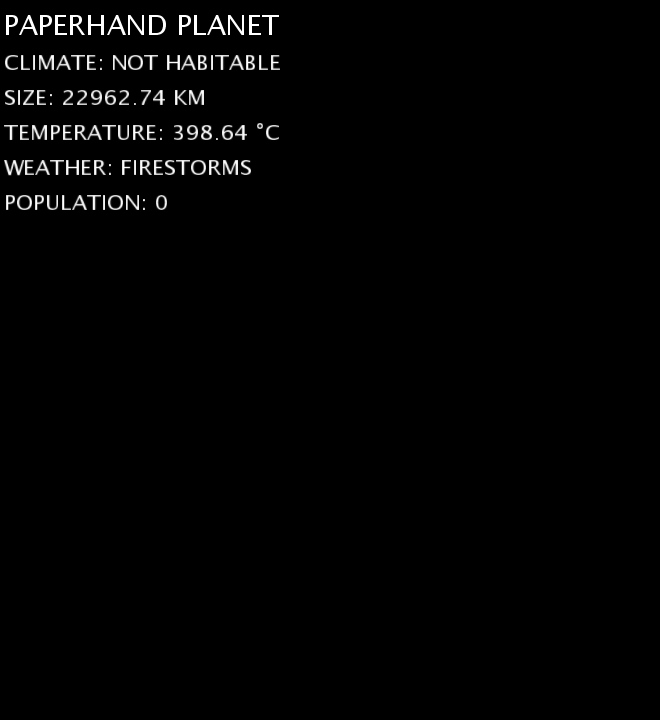 PAPERHAND PLANET
CLIMATE: NOT HABITABLE
SIZE: 22962.74 KM
TEMPERATURE: 398.64 °C
WEATHER: FIRESTORMS
POPULATION: 0